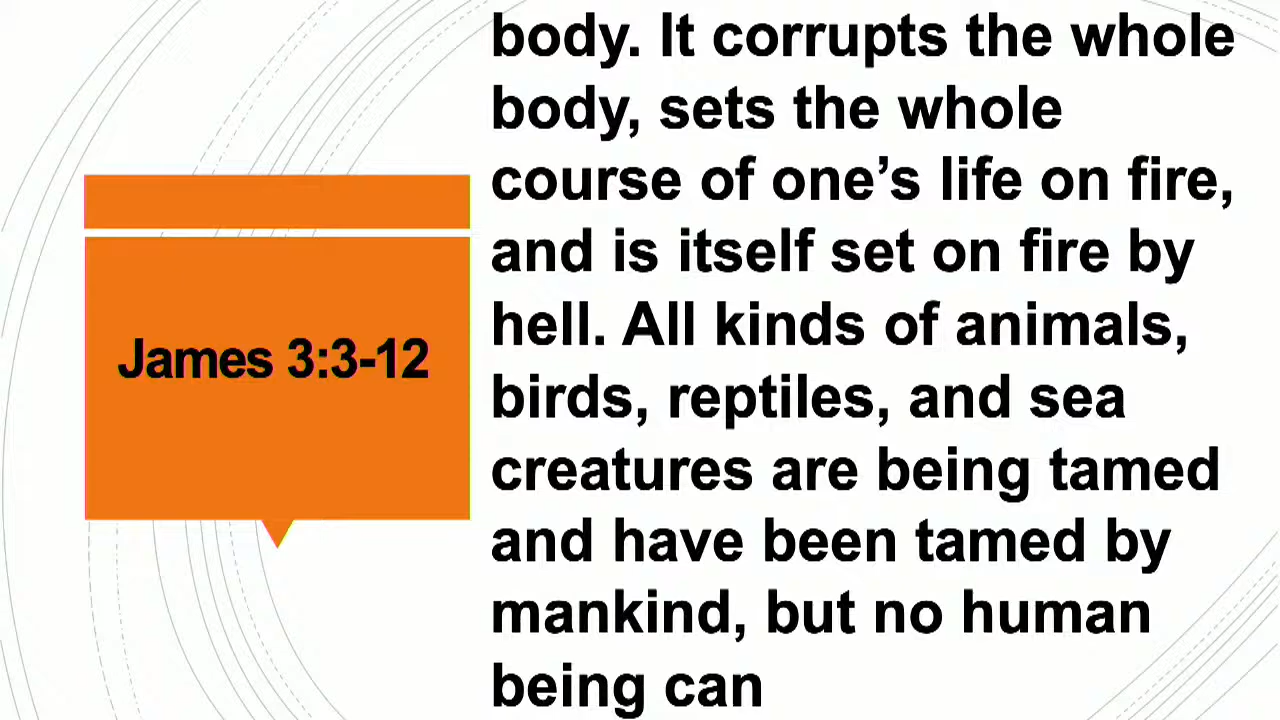 James 3:3-12
body. It corrupts the whole
body, sets the whole
course of one’s life on fire,
and is itself set on fire by
hell. All kinds of animals,
birds, reptiles, and sea
creatures are being tamed
and have been tamed by
mankind, but no human
being can